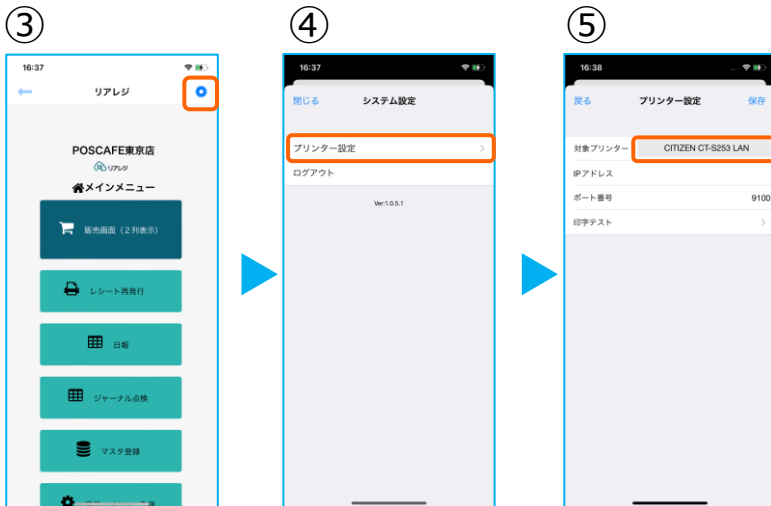 ③
16:37
リアレジ
POSCAFE東京店
リアレジ
メインメニュー
販売画面（2列表示）
レシート再発行
日報
ジャーナル点検
マスタ登録
④
16:37
閉じる システム設定
プリンター設定
ログアウト
Ver:1.0.5.1
⑤
16:38
戻る プリンター設定 保存
対象プリンター CITIZEN CT-S253 LAN
IPアドレス
ポート番号 9100
印字テスト